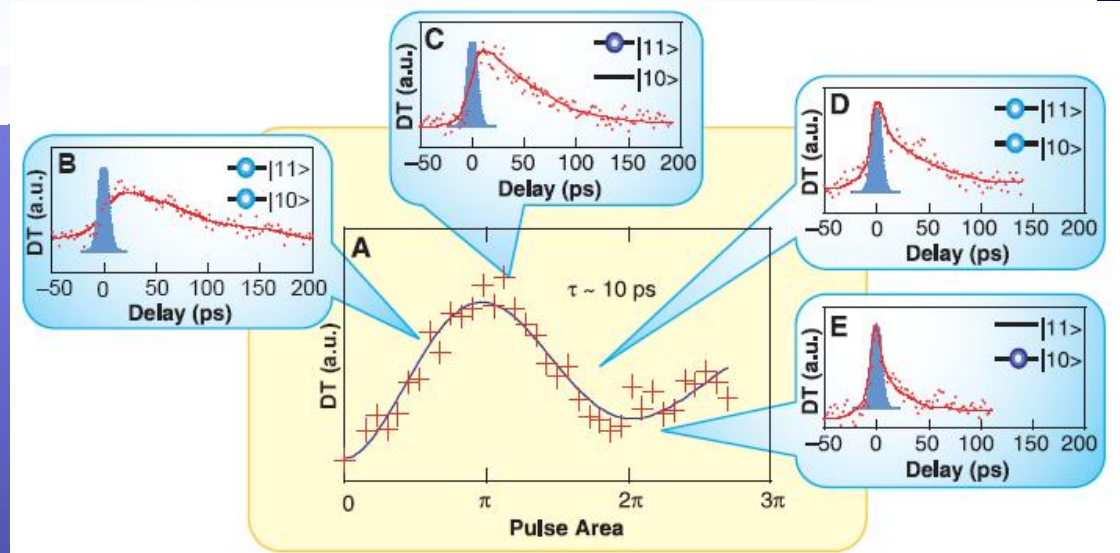 C
|11>
|10>
DT (a.u.)
−50 0 50 100 150 200
Delay (ps)
B
|11>
|10>
DT (a.u.)
−50 0 50 100 150 200
Delay (ps)
D
|11>
|10>
DT (a.u.)
−50 0 50 100 150 200
Delay (ps)
A
τ ~ 10 ps
DT (a.u.)
0 π 2π 3π
Pulse Area
E
|11>
|10>
DT (a.u.)
−50 0 50 100 150 200
Delay (ps)